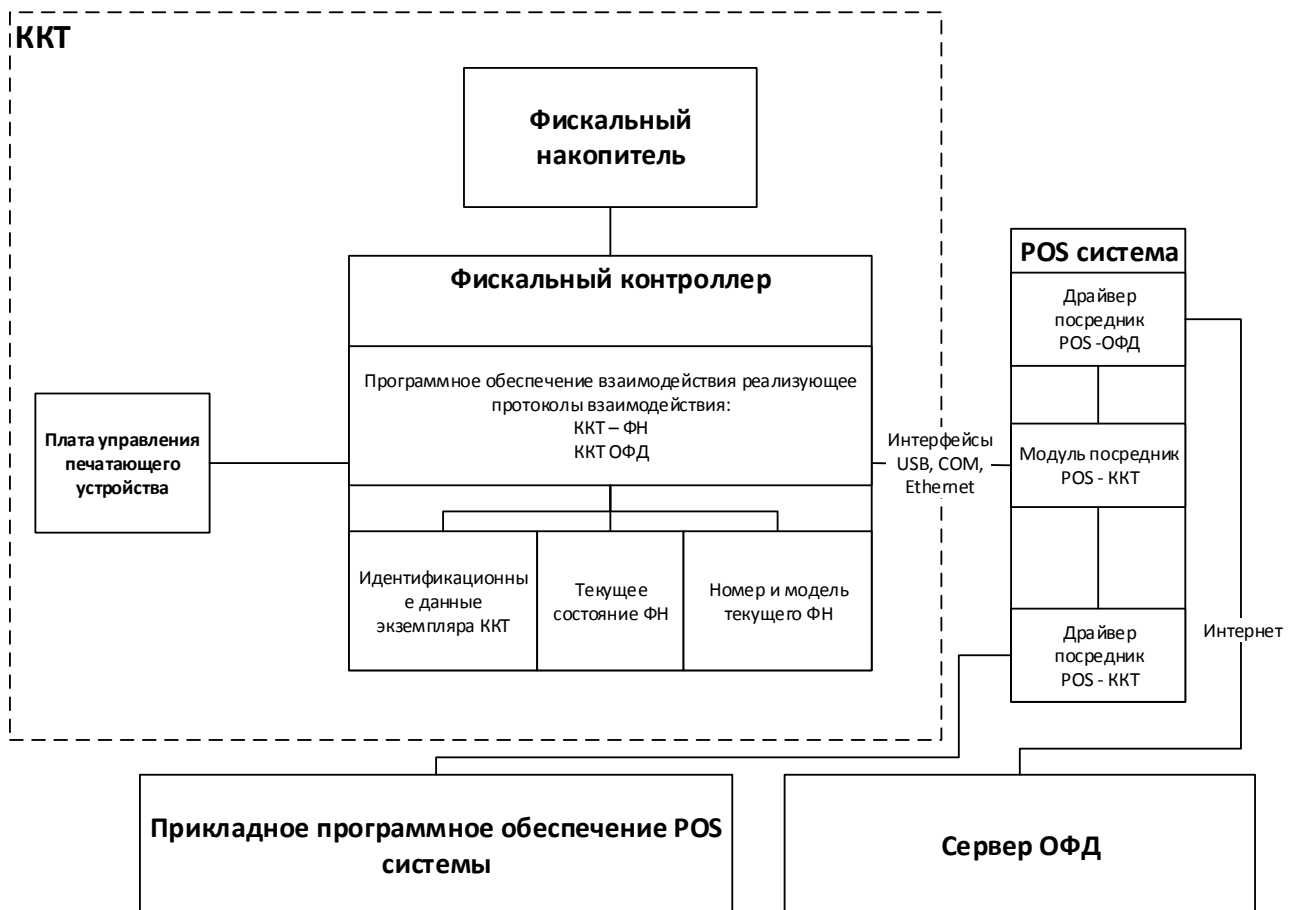 ККТ
Фискальный
накопитель
Фискальный контроллер
Программное обеспечение взаимодействия реализующее
протоколы взаимодействия:
ККТ – ФН
ККТ ОФД
Плата управления
печатающего
устройства
Идентификационны
е данные
экземпляра ККТ
Текущее
состояние ФН
Номер и модель
текущего ФН
Интерфейсы
USB, COM,
Ethernet
POS система
Драйвер
посредник
POS -ОФД
Модуль посредник
POS - ККТ
Драйвер
посредник
POS - ККТ
Интернет
Прикладное программное обеспечение POS
системы
Сервер ОФД